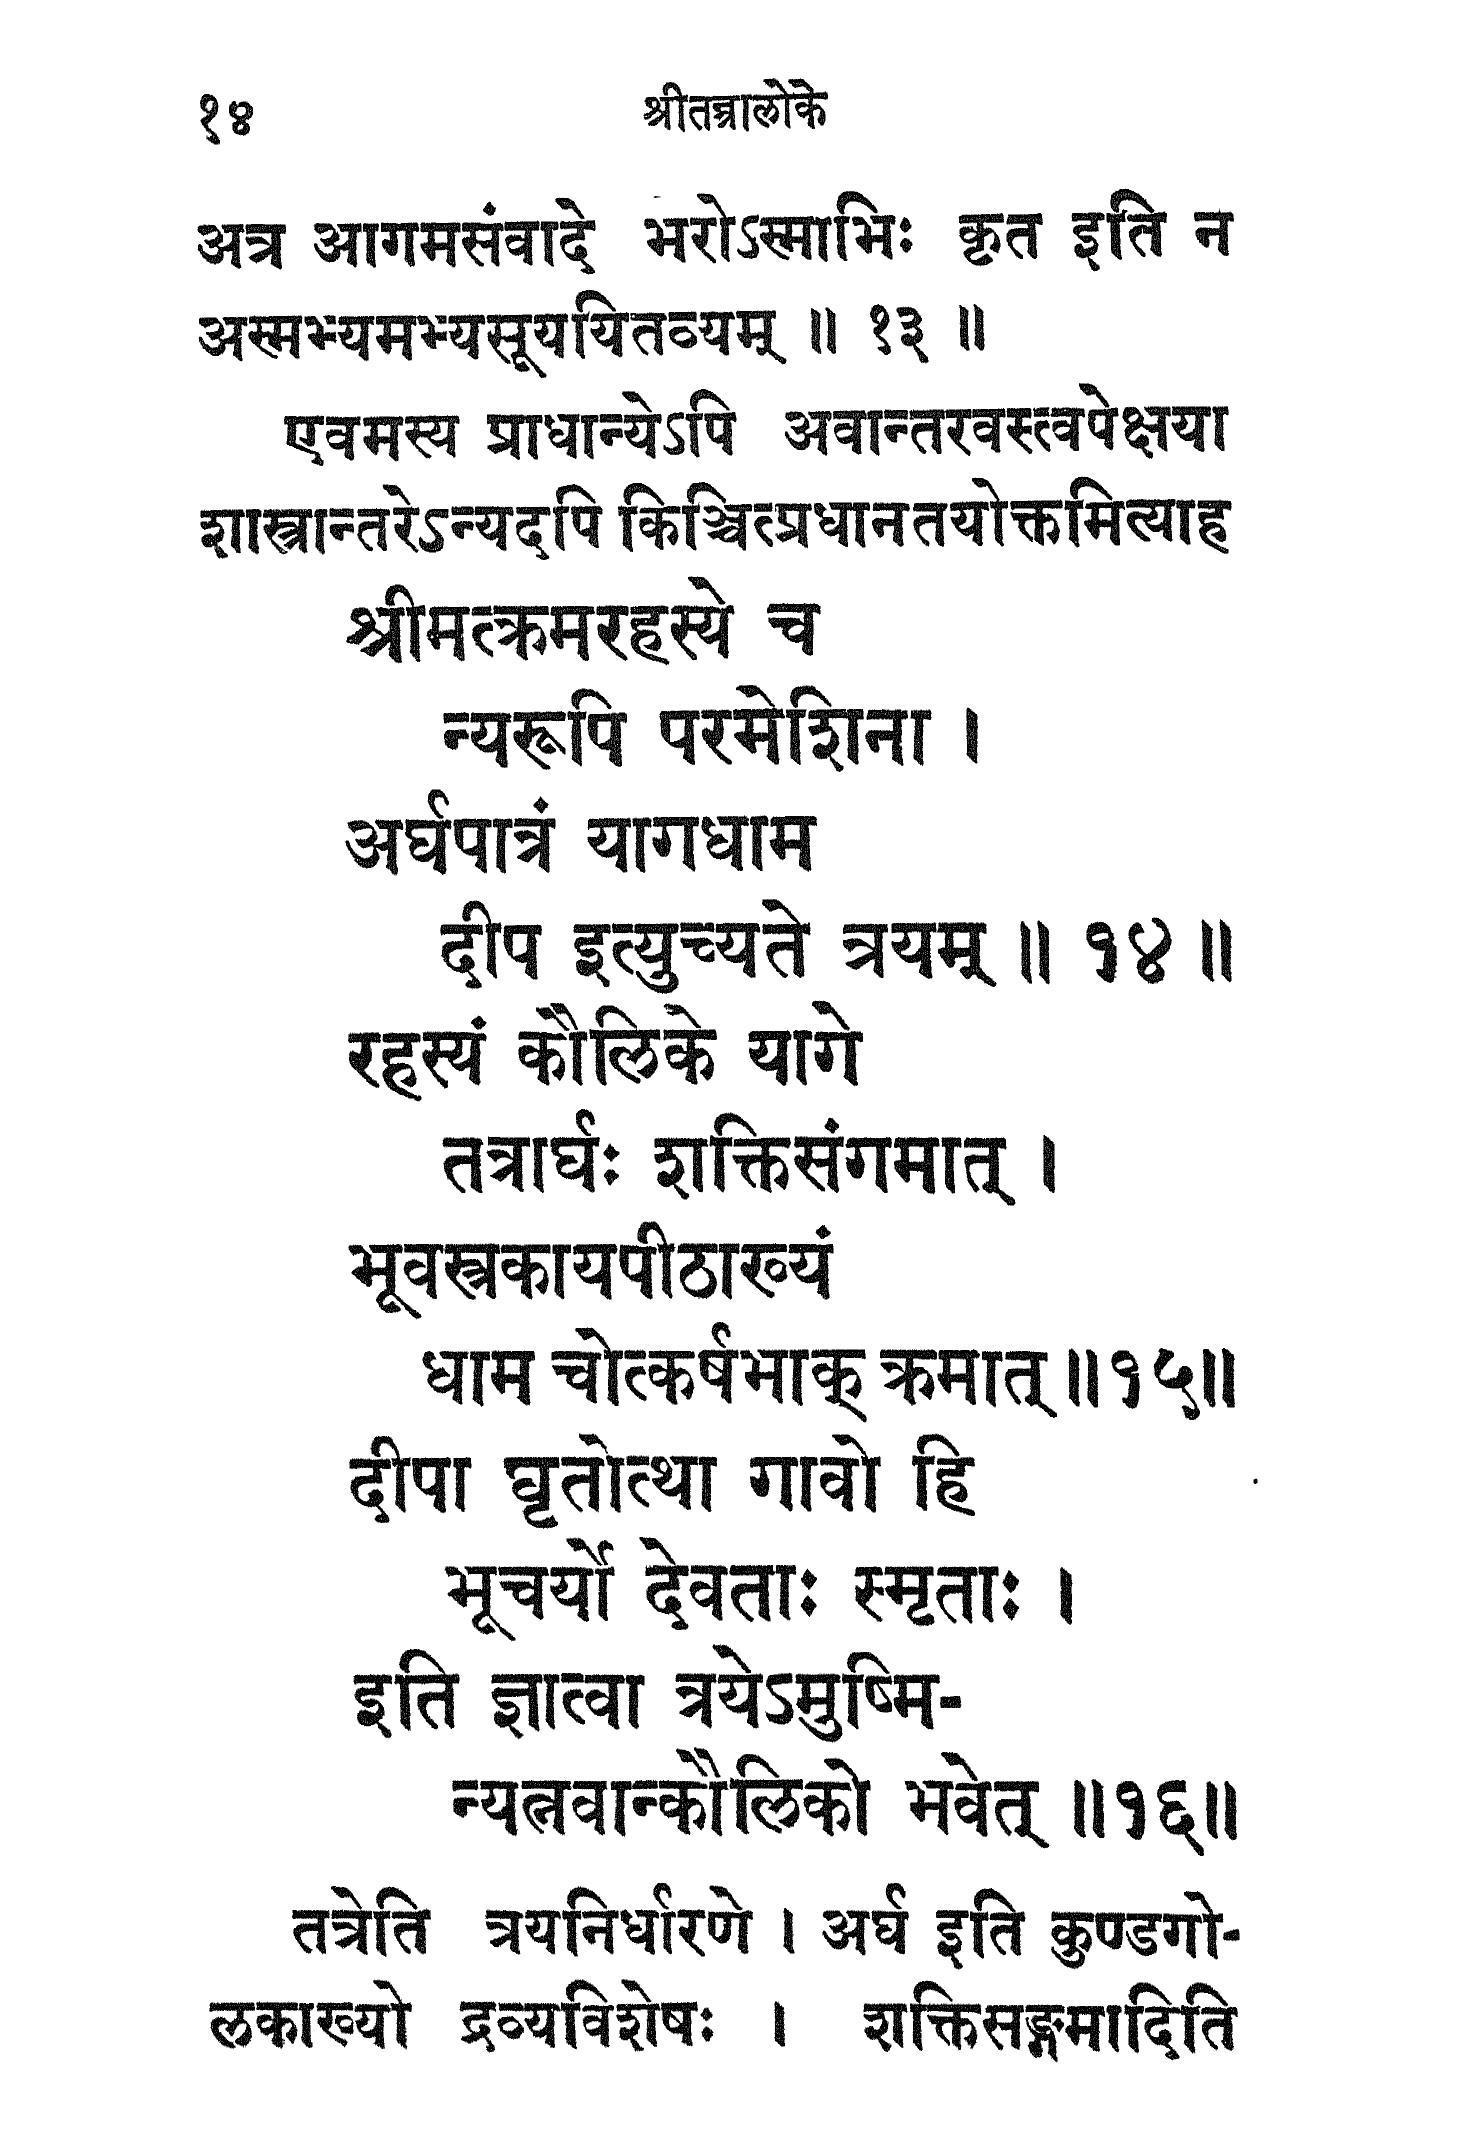 १४ श्रीतन्त्रालोके
अत्र आगमसंवादे भरोऽस्माभिः कृत इति न
अस्मभ्यमभ्यसूययितव्यम् ॥ १३ ॥
एवमस्य प्राधान्येऽपि अवान्तरवस्त्वपेक्षया
शास्त्रान्तरेऽन्यदपि किञ्चित्प्रधानतयोक्तमित्याह
श्रीमत्क्रमरहस्ये च
न्यरूपि परमेशिना ।
अर्घपात्रं यागधाम
दीप इत्युच्यते त्रयम् ॥ १४ ॥
रहस्यं कौलिके यागे
तत्रार्घः शक्तिसंगमात् ।
भूवस्त्रकायपीठाख्यं
धाम चोत्कर्षभाक् क्रमात् ॥१५॥
दीपा घृतोत्था गावो हि
भूचर्यो देवताः स्मृताः ।
इति ज्ञात्वा त्रयेऽमुष्मि-
न्यत्नवान्कौलिको भवेत् ॥१६॥
तत्रेति त्रयनिर्धारणे । अर्घ इति कुण्डगो-
लकाख्यो द्रव्यविशेषः । शक्तिसङ्गमादिति